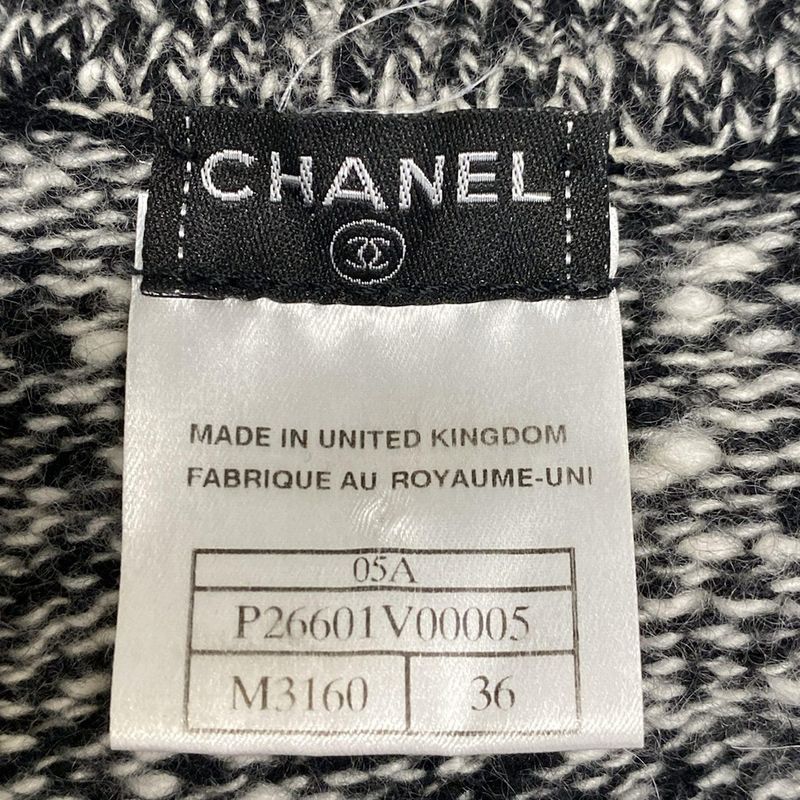 CHANEL
MADE IN UNITED KINGDOM
FABRIQUE AU ROYAUME-UNI
05A
P26601V00005
M3160 36